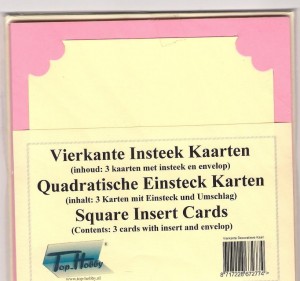 Vierkante Insteek Kaarten
(inhoud: 3 kaarten met insteek en envelop)
Quadratische Einsteck Karten
(inhalt: 3 Karten mit Einsteck und Umschlag)
Square Insert Cards
(Contents: 3 cards with insert and envelop)
Top Hobby